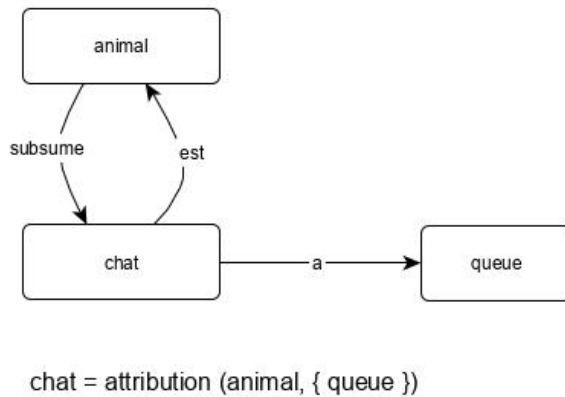 animal
subsume
est
chat
a
queue
chat = attribution (animal, { queue })